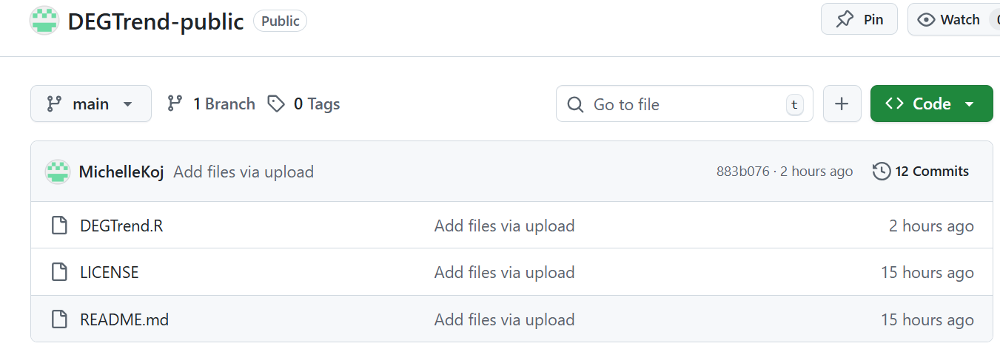 DEGTrend-public Public Pin Watch
main 1 Branch 0 Tags Go to file t Code
MichelleKoj Add files via upload 883b076 · 2 hours ago 12 Commits
DEGTrend.R Add files via upload 2 hours ago
LICENSE Add files via upload 15 hours ago
README.md Add files via upload 15 hours ago